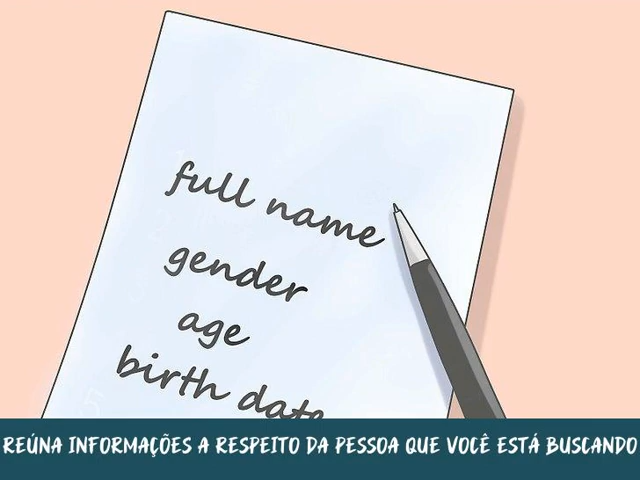 full name
gender
age
birth date
REÚNA INFORMAÇÕES A RESPEITO DA PESSOA QUE VOCÊ ESTÁ BUSCANDO